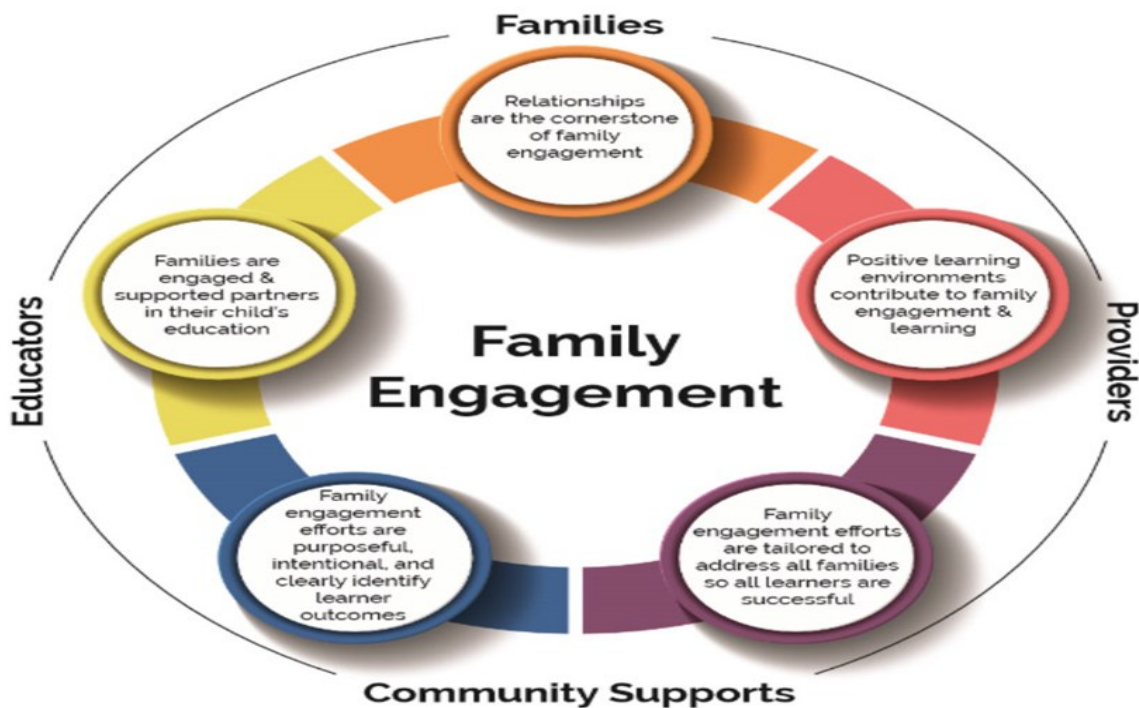 Families
Relationships
are the cornerstone
of family
engagement
Families are
engaged &
supported partners
in their child's
education
Positive learning
environments
contribute to family
engagement &
learning
Educators
Family
Engagement
Providers
Family
engagement efforts are
purposeful,
intentional, and
clearly identify
learner
outcomes
Family
engagement efforts
are tailored to
address all families
so all learners are
successful
Community Supports